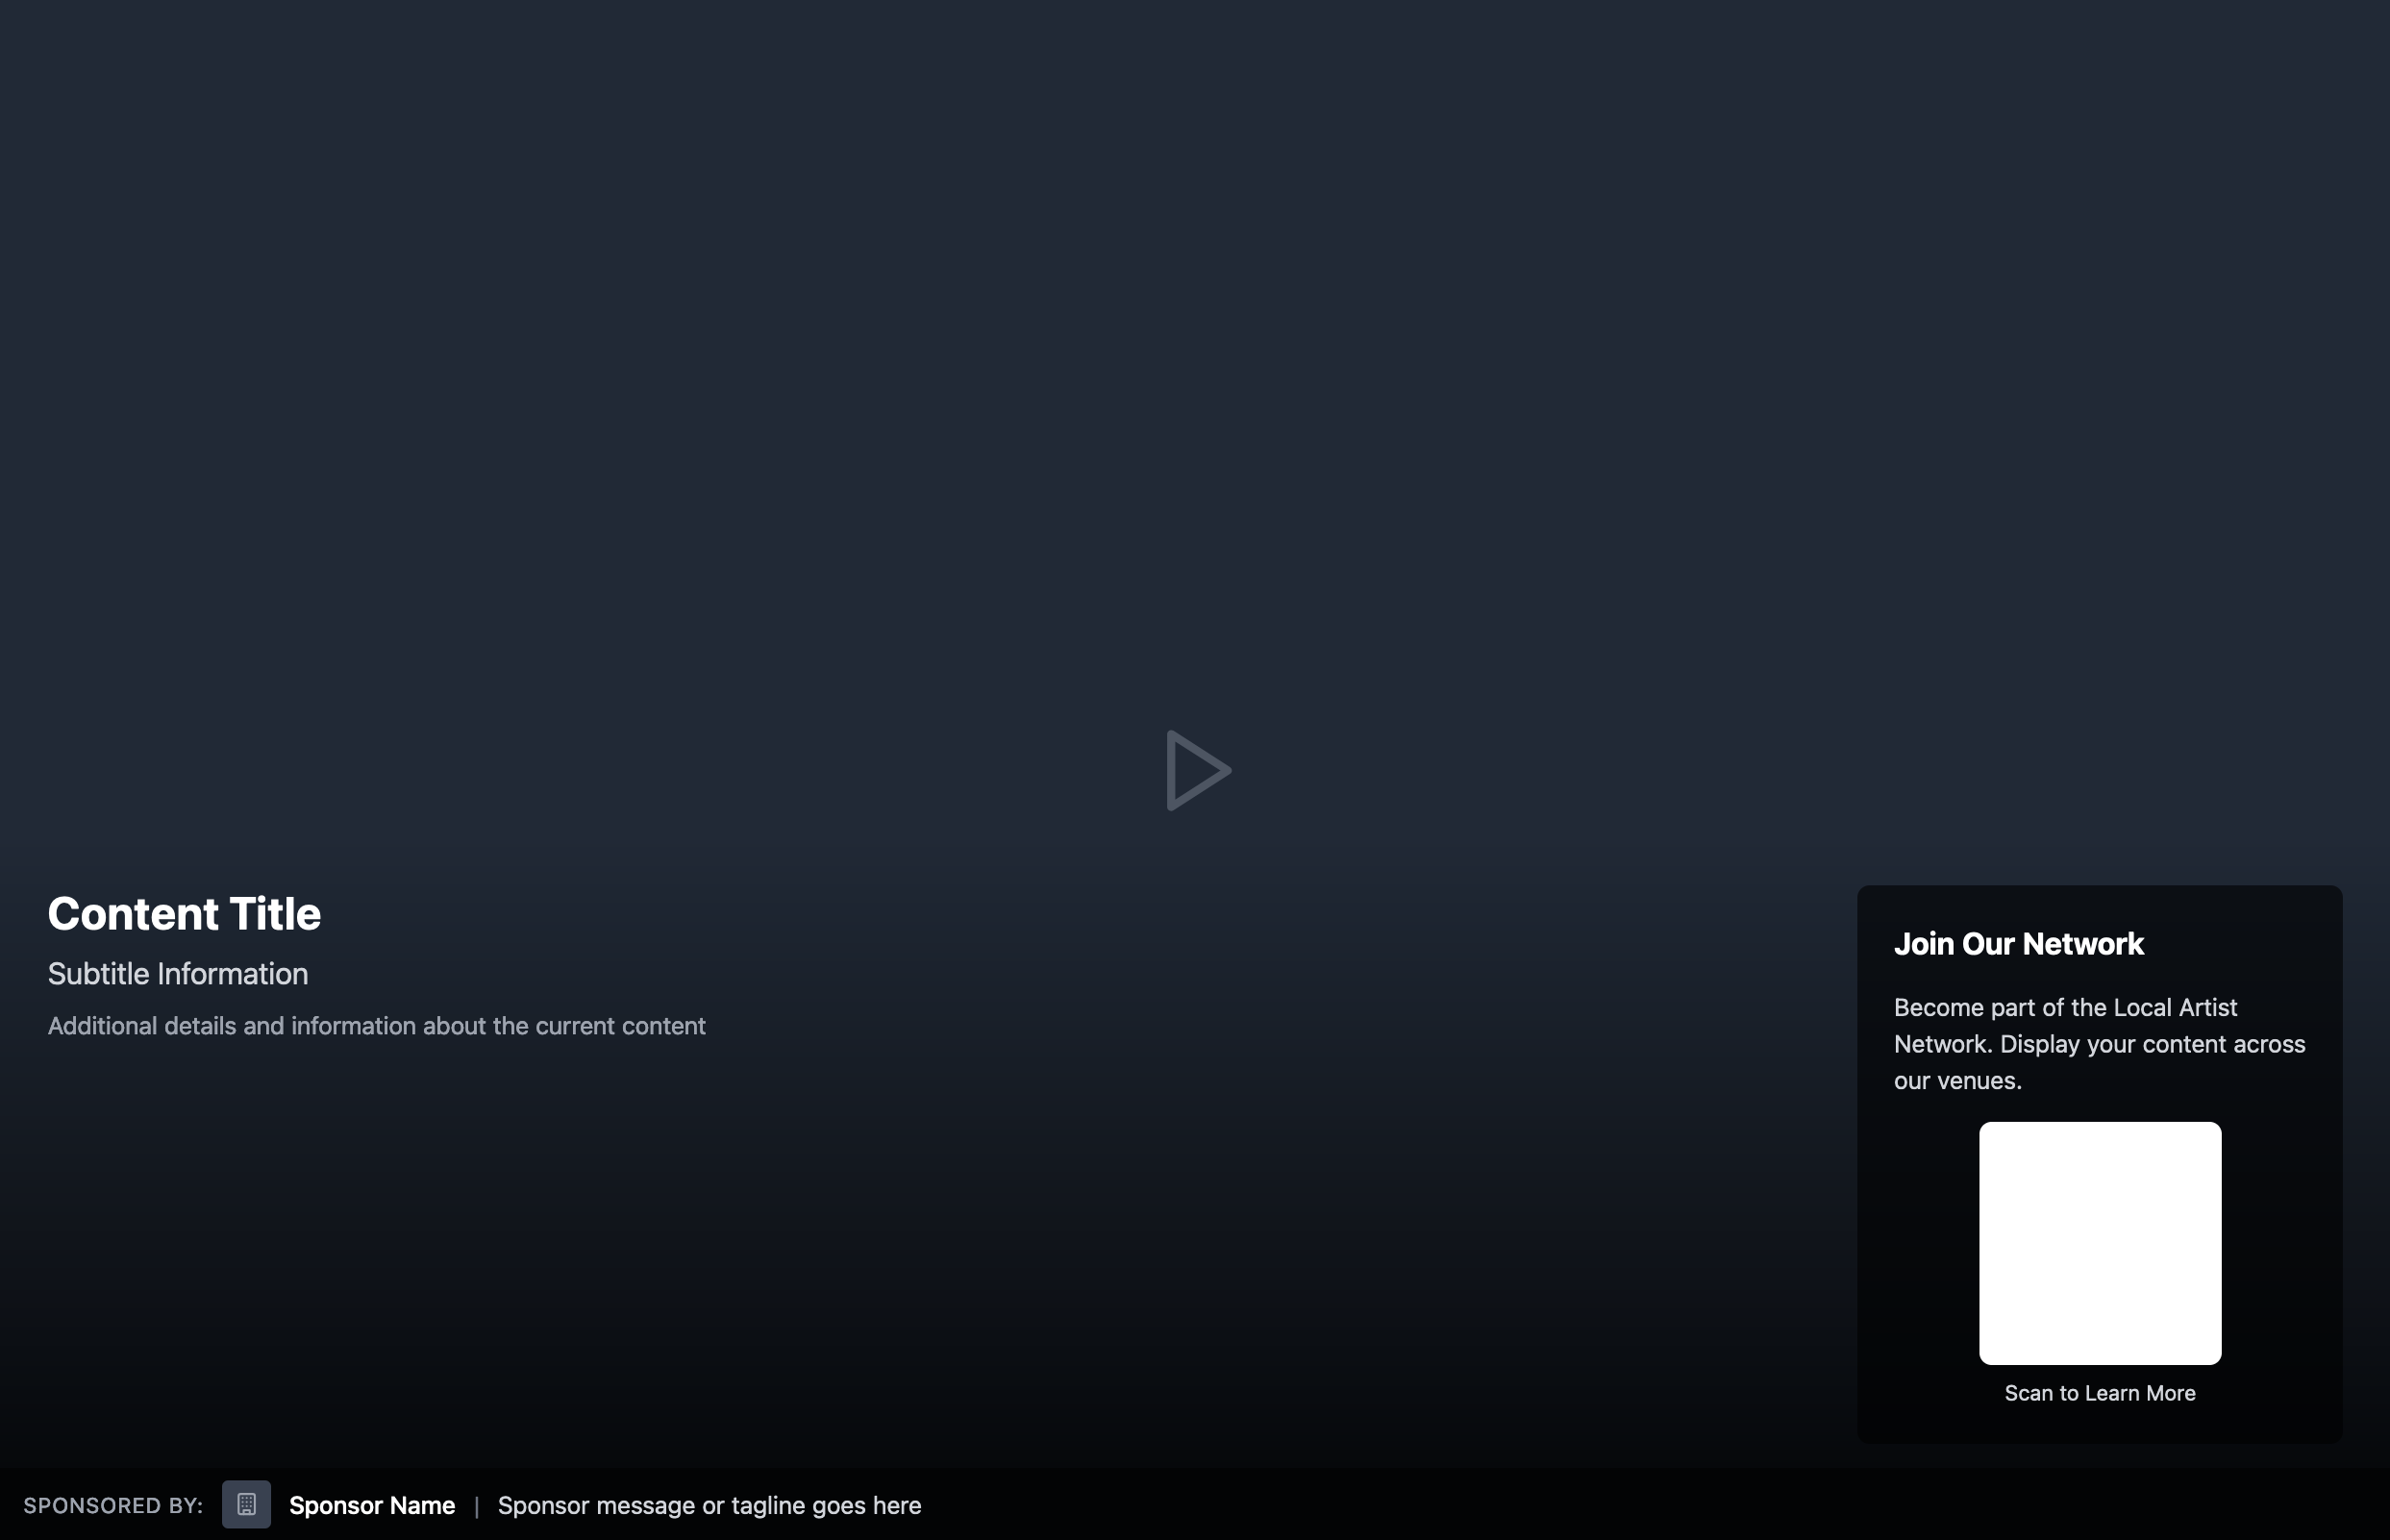 Content Title
Subtitle Information
Additional details and information about the current content
Join Our Network
Become part of the Local Artist
Network. Display your content across
our venues.
Scan to Learn More
SPONSORED BY: Sponsor Name | Sponsor message or tagline goes here